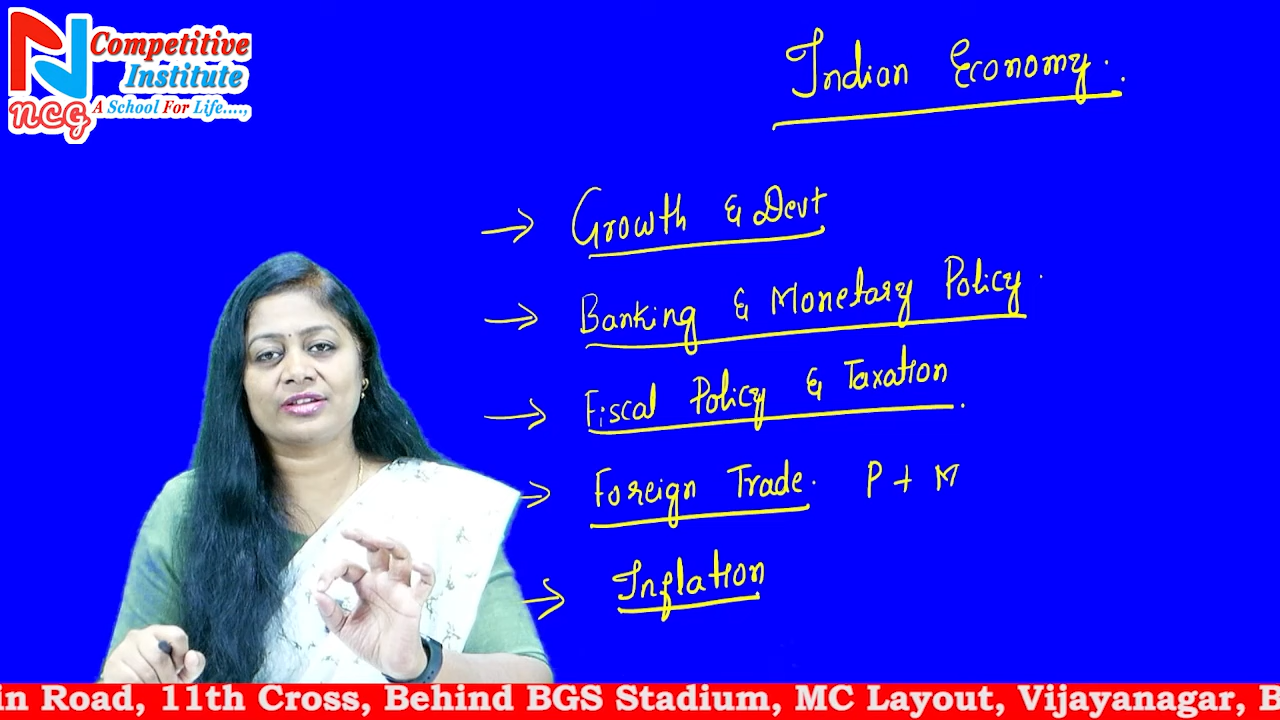 Competitive
Institute
ncg A School For Life....,
Indian Economy.
→ Growth & Devt
→ Banking & Monetary Policy.
→ Fiscal Policy & Taxation.
→ Foreign Trade. P + M
→ Inflation
in Road, 11th Cross, Behind BGS Stadium, MC Layout, Vijayanagar, B